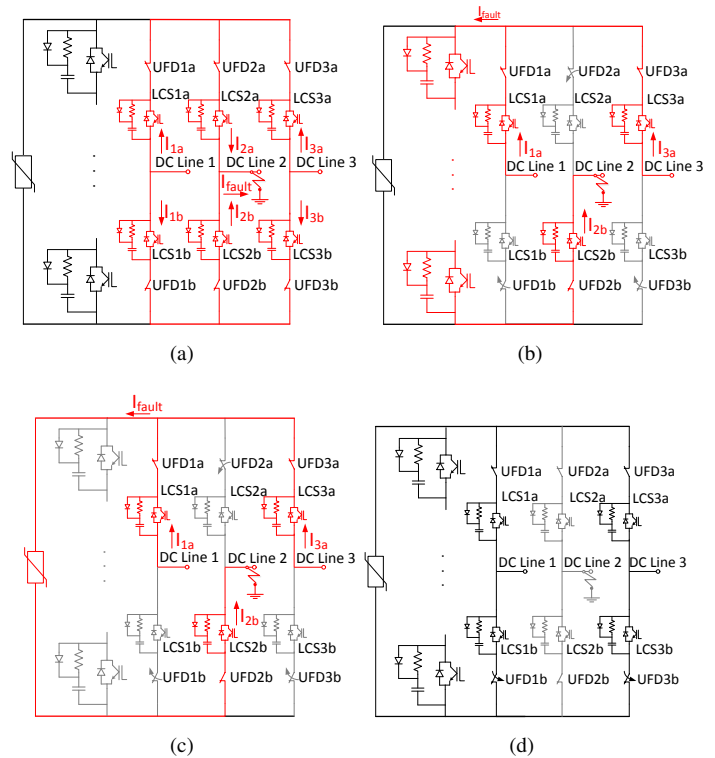 UFD1a UFD2a UFD3a
LCS1a LCS2a LCS3a
I1a I2a I3a
DC Line 1 DC Line 2 DC Line 3
Ifault
I1b I2b I3b
LCS1b LCS2b LCS3b
UFD1b UFD2b UFD3b
(a)
Ifault
UFD1a UFD2a UFD3a
LCS1a LCS2a LCS3a
I1a I3a
DC Line 1 DC Line 2 DC Line 3
I2b
LCS1b LCS2b LCS3b
UFD1b UFD2b UFD3b
(b)
Ifault
UFD1a UFD2a UFD3a
LCS1a LCS2a LCS3a
I1a I3a
DC Line 1 DC Line 2 DC Line 3
I2b
LCS1b LCS2b LCS3b
UFD1b UFD2b UFD3b
(c)
UFD1a UFD2a UFD3a
LCS1a LCS2a LCS3a
DC Line 1 DC Line 2 DC Line 3
LCS1b LCS2b LCS3b
UFD1b UFD2b UFD3b
(d)